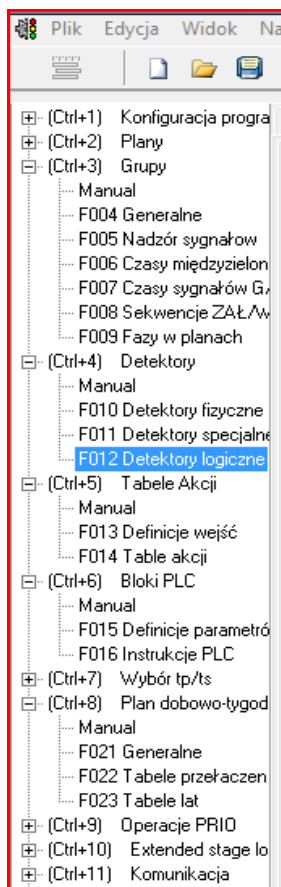 Plik Edycja Widok Na
(Ctrl+1) Konfiguracja progra
(Ctrl+2) Plany
(Ctrl+3) Grupy
Manual
F004 Generalne
F005 Nadzór sygnałow
F006 Czasy międzyzielon
F007 Czasy sygnałów G/
F008 Sekwencje ZAŁ/w
F009 Fazy w planach
(Ctrl+4) Detektory
Manual
F010 Detektory fizyczne
F011 Detektory specjalne
F012 Detektory logiczne
(Ctrl+5) Tabele Akcji
Manual
F013 Definicje wejść
F014 Table akcji
(Ctrl+6) Bloki PLC
Manual
F015 Definicje parametró
F016 Instrukcje PLC
(Ctrl+7) Wybór tp/ts
(Ctrl+8) Plan dobowo-tygod
Manual
F021 Generalne
F022 Tabele przełaczen
F023 Tabele lat
(Ctrl+9) Operacje PRIO
(Ctrl+10) Extended stage lo
(Ctrl+11) Komunikacja